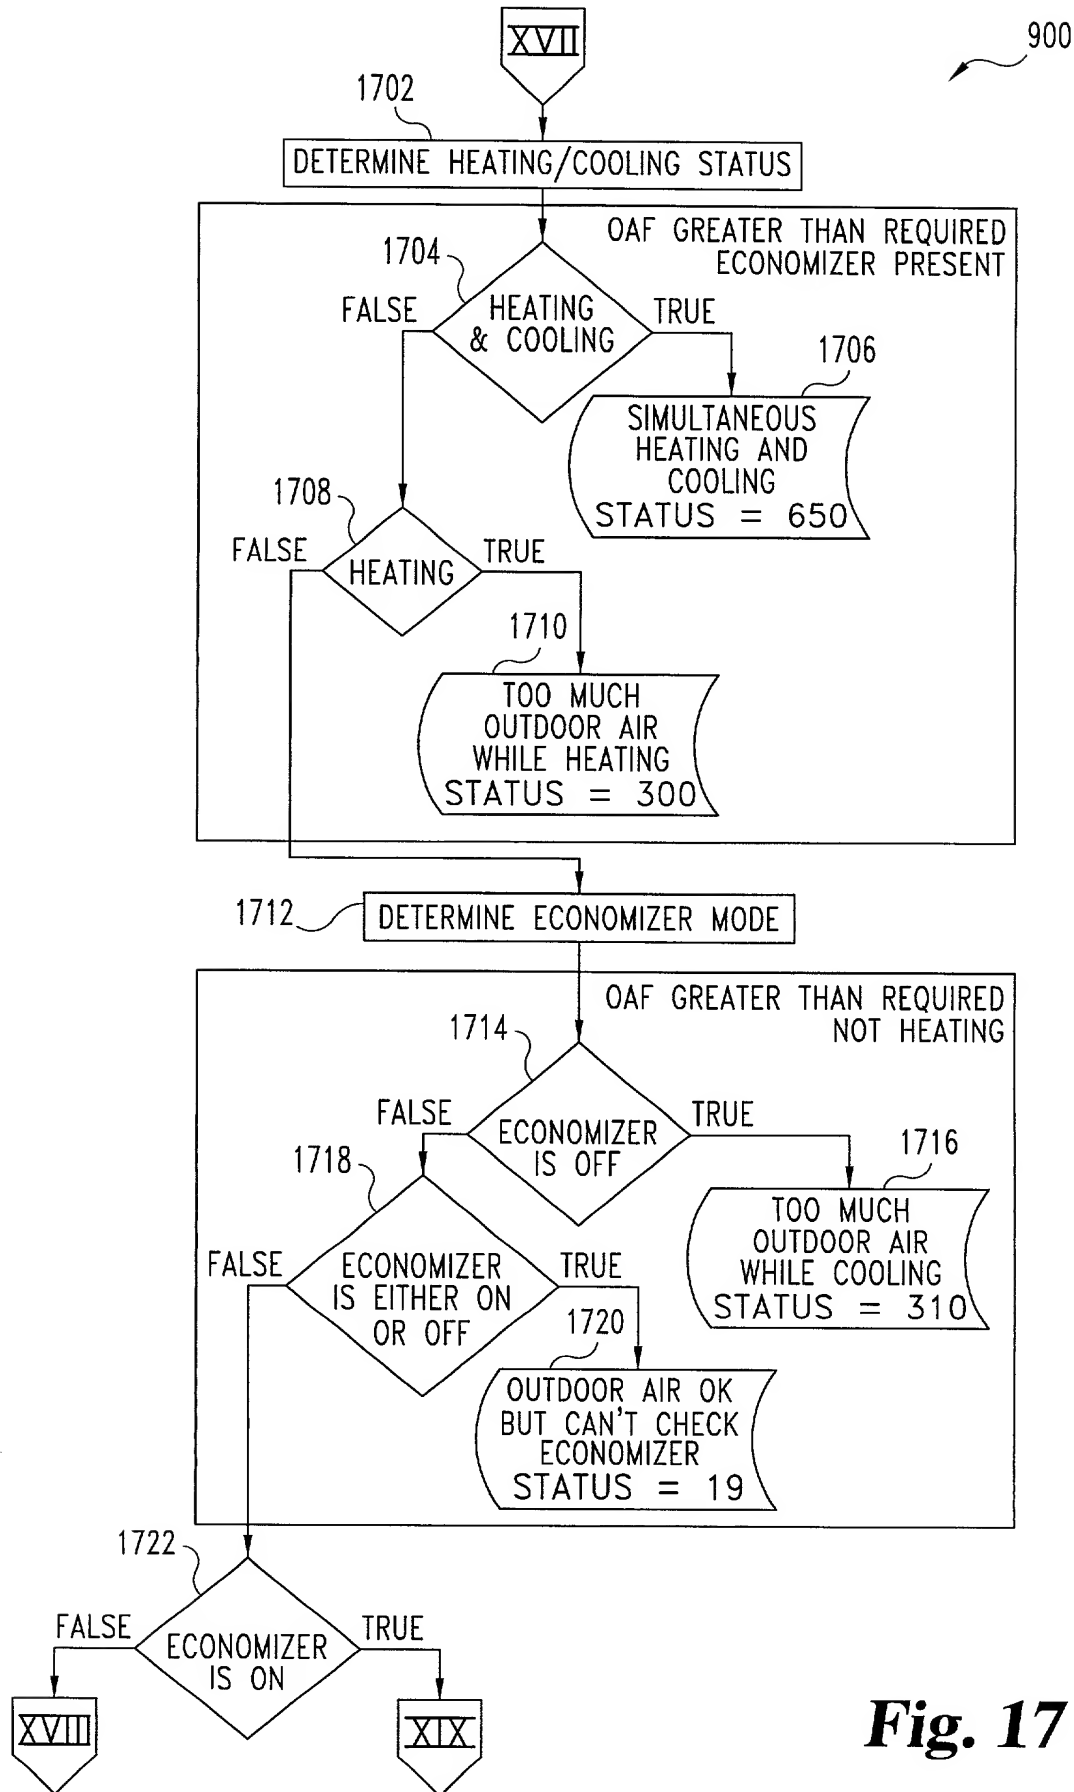 XVII
900
1702
DETERMINE HEATING/COOLING STATUS
OAF GREATER THAN REQUIRED
ECONOMIZER PRESENT
1704
FALSE
HEATING
& COOLING
TRUE
1706
SIMULTANEOUS
HEATING AND
COOLING
STATUS = 650
1708
FALSE
HEATING
TRUE
1710
TOO MUCH
OUTDOOR AIR
WHILE HEATING
STATUS = 300
1712
DETERMINE ECONOMIZER MODE
OAF GREATER THAN REQUIRED
NOT HEATING
1714
FALSE
ECONOMIZER
IS OFF
TRUE
1716
TOO MUCH
OUTDOOR AIR
WHILE COOLING
STATUS = 310
1718
FALSE
ECONOMIZER
IS EITHER ON
OR OFF
TRUE
1720
OUTDOOR AIR OK
BUT CAN'T CHECK
ECONOMIZER
STATUS = 19
1722
FALSE
ECONOMIZER
IS ON
TRUE
XVIII
XIX
Fig. 17